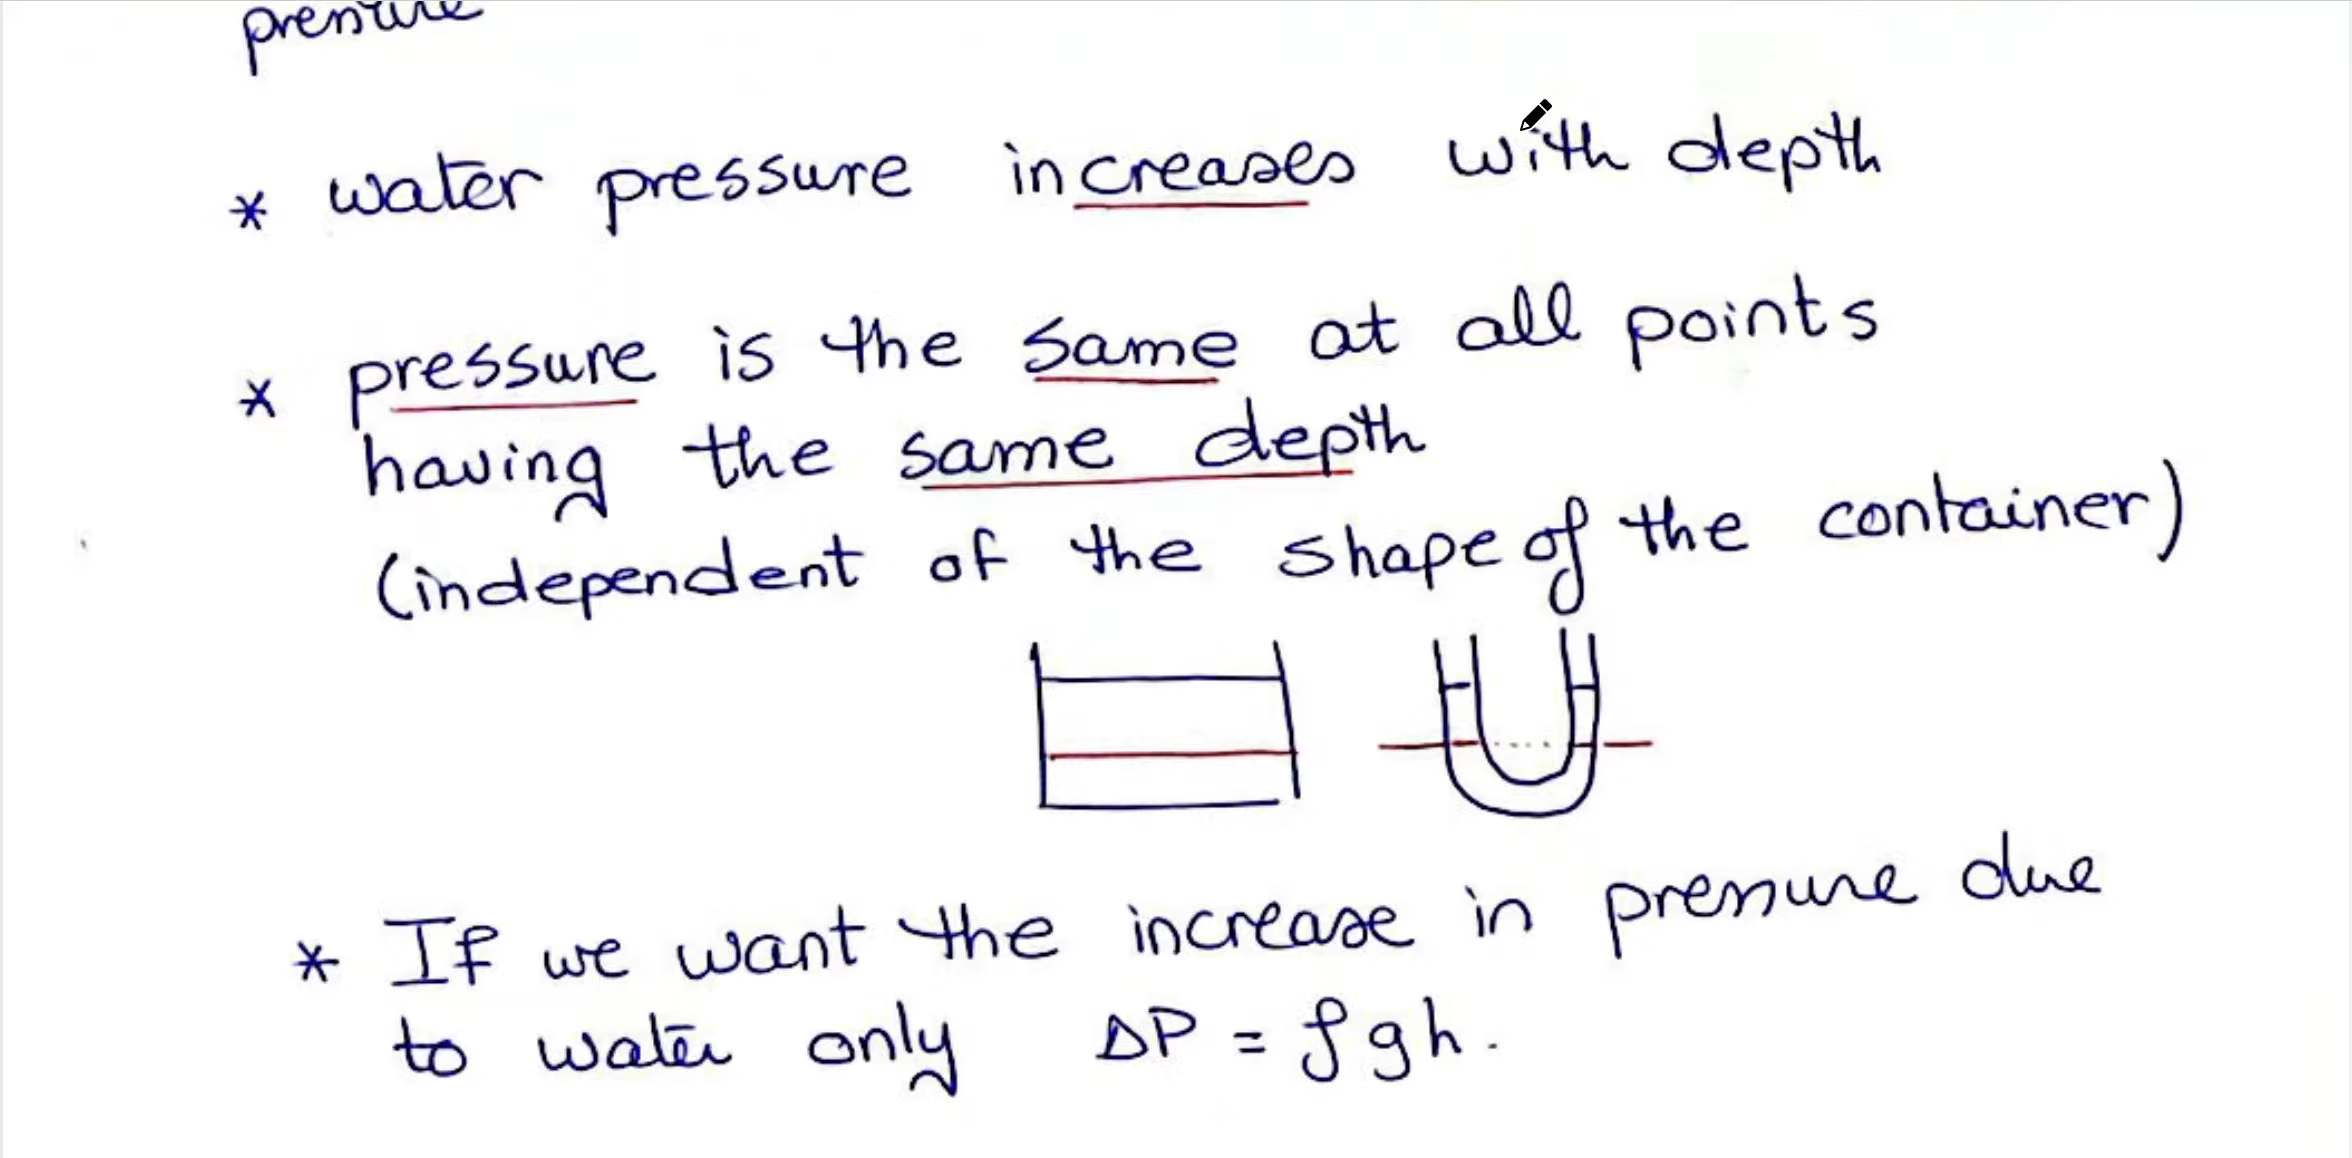 pressure
* water pressure increases with depth
* pressure is the same at all points
having the same depth
(independent of the shape of the container)
* If we want the increase in pressure due
to water only ΔP = ρgh.